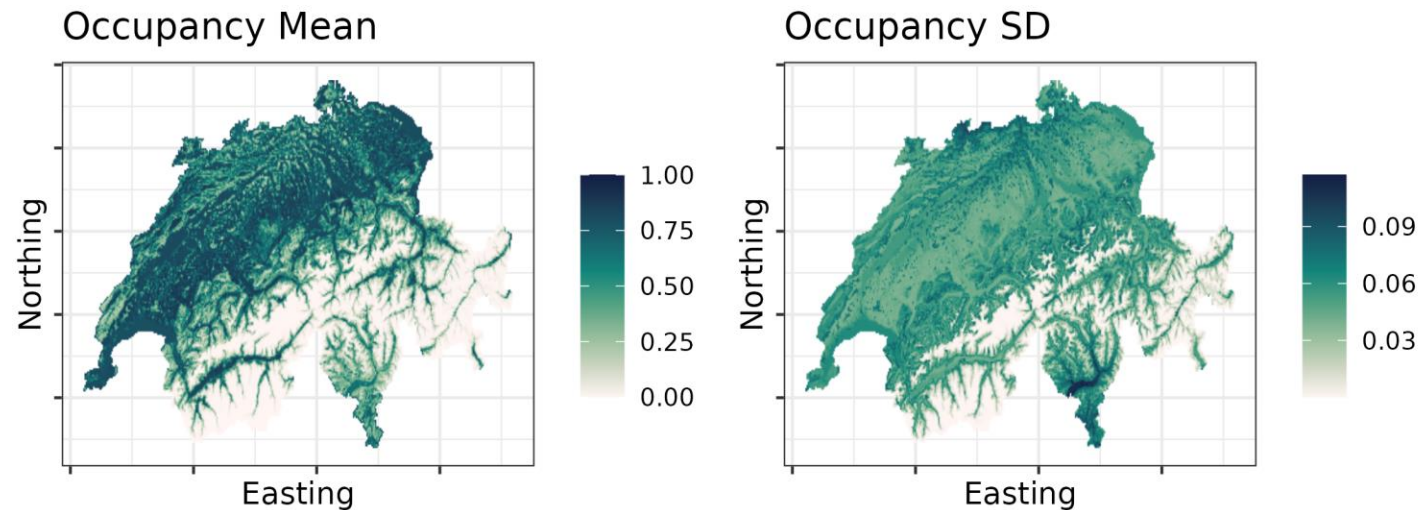 Occupancy Mean
Northing
Easting
1.00
0.75
0.50
0.25
0.00
Occupancy SD
Northing
Easting
0.09
0.06
0.03